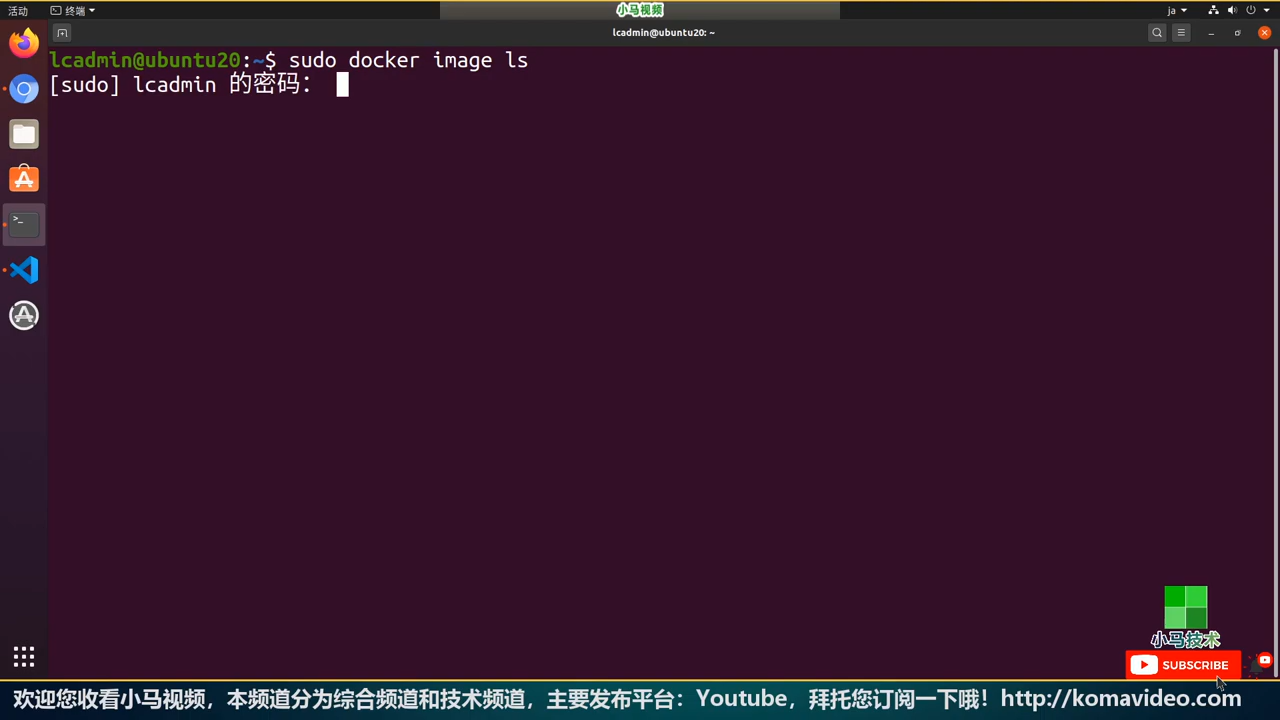 活动
终端
小马视频
ja
lcadmin@ubuntu20: ~
lcadmin@ubuntu20:~$ sudo docker image ls
[sudo] lcadmin 的密码：
小马技术
SUBSCRIBE
欢迎您收看小马视频，本频道分为综合频道和技术频道，主要发布平台：Youtube，拜托您订阅一下哦！http://komavideo.com